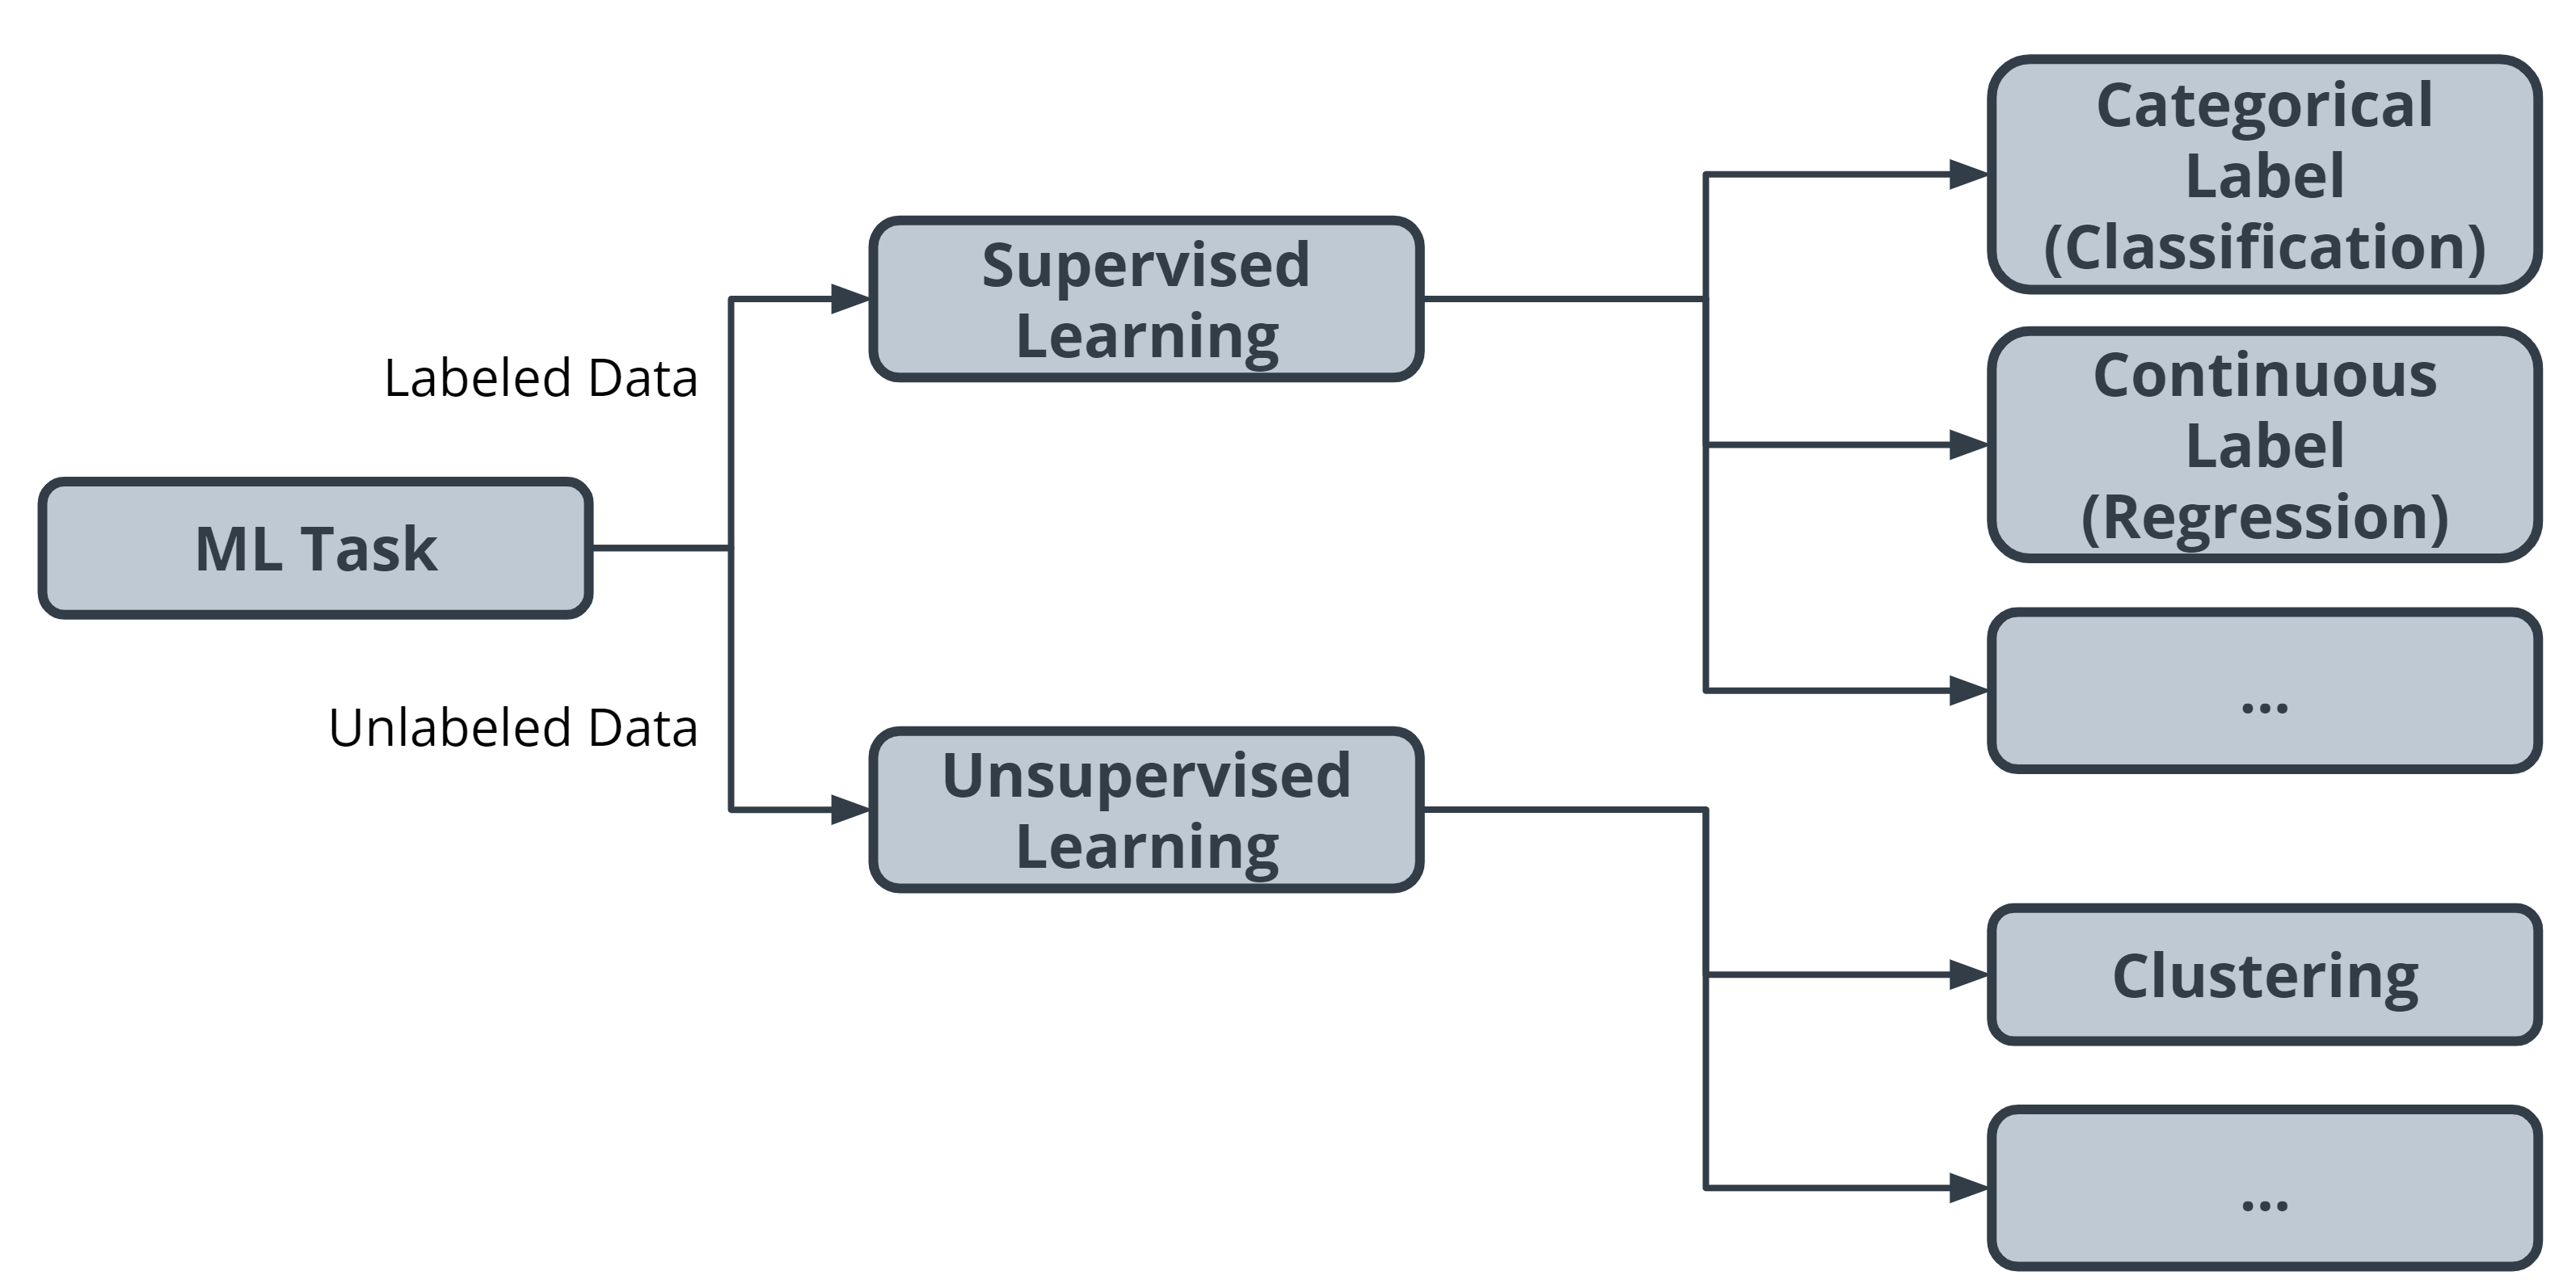 ML Task
Labeled Data
Unlabeled Data
Supervised
Learning
Unsupervised
Learning
Categorical
Label
(Classification)
Continuous
Label
(Regression)
...
Clustering
...